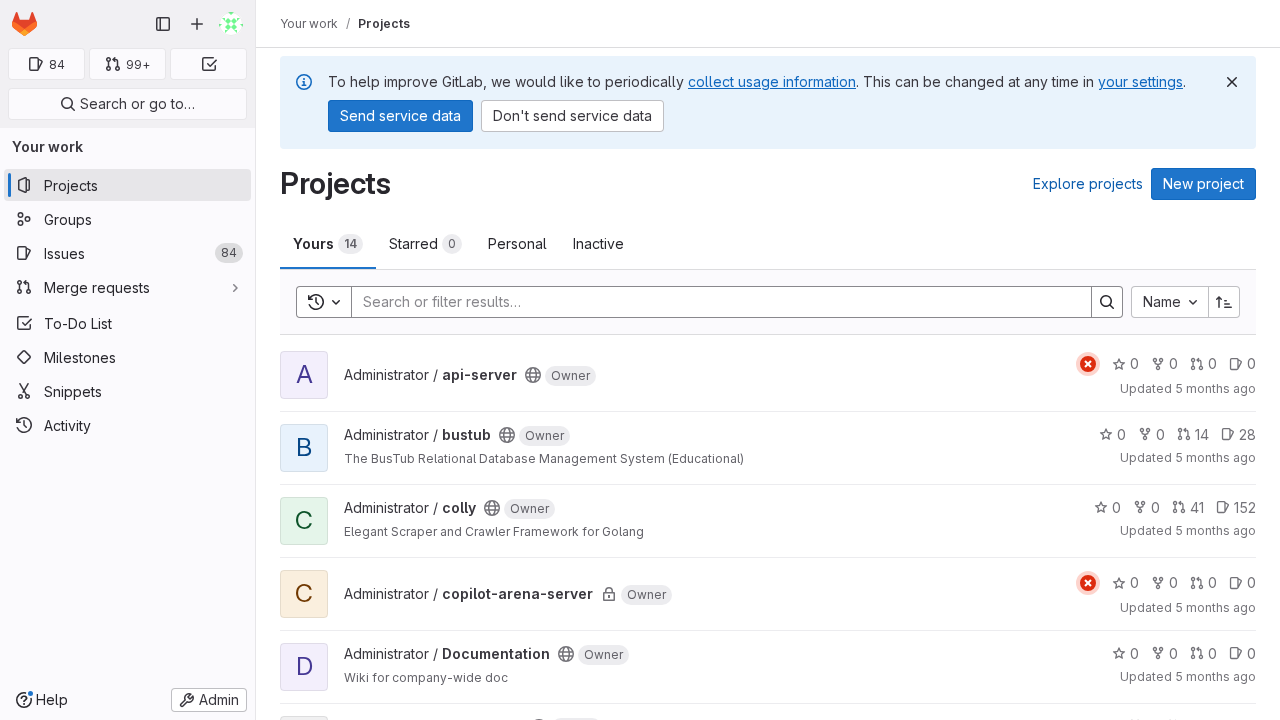 Your work / Projects
84
99+
Search or go to…
Your work
Projects
Groups
Issues 84
Merge requests
To-Do List
Milestones
Snippets
Activity
Help
Admin
To help improve GitLab, we would like to periodically collect usage information. This can be changed at any time in your settings.
Send service data
Don't send service data
Projects
Explore projects
New project
Yours 14
Starred 0
Personal
Inactive
Search or filter results…
Name
A
Administrator / api-server
Owner
0 0 0 0
Updated 5 months ago
B
Administrator / bustub
Owner
The BusTub Relational Database Management System (Educational)
0 0 14 28
Updated 5 months ago
C
Administrator / colly
Owner
Elegant Scraper and Crawler Framework for Golang
0 0 41 152
Updated 5 months ago
C
Administrator / copilot-arena-server
Owner
0 0 0 0
Updated 5 months ago
D
Administrator / Documentation
Owner
Wiki for company-wide doc
0 0 0 0
Updated 5 months ago